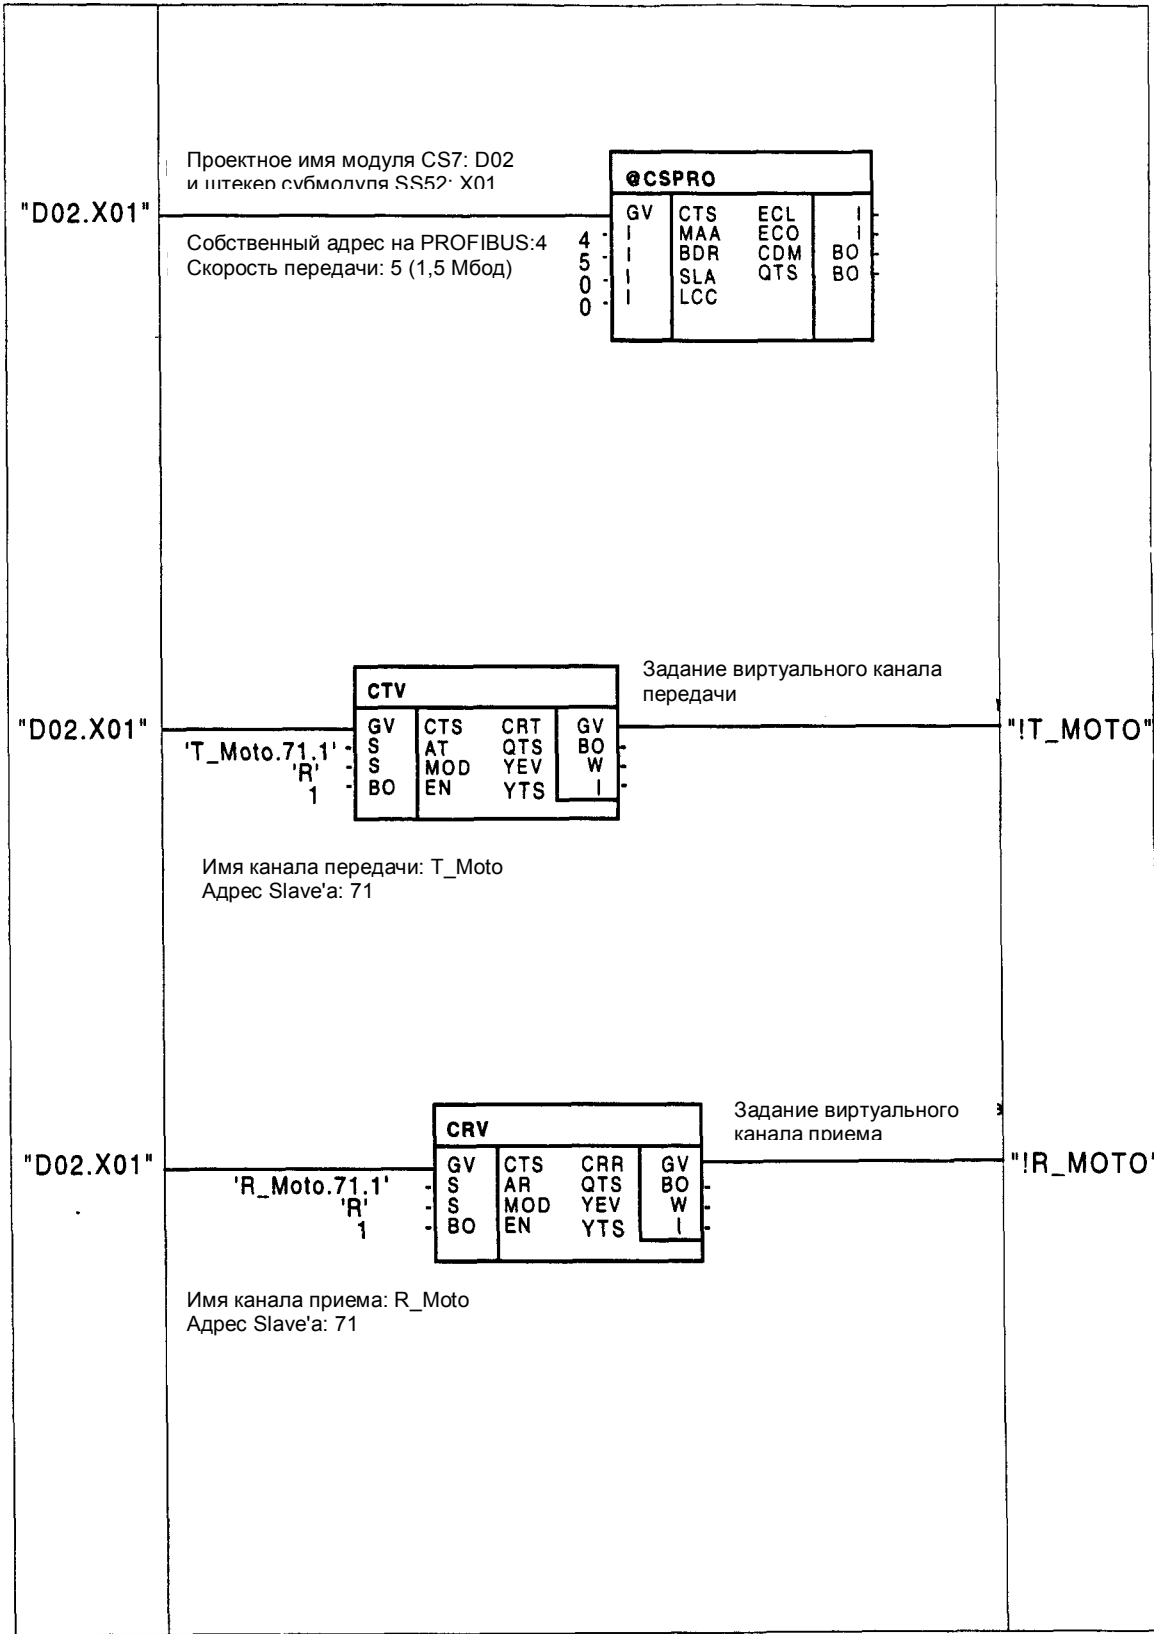 Проектное имя модуля CS7: D02
и штекер субмодуля SS52: X01
"D02.X01"
@CSPRO
GV CTS ECL I
4 I MAA ECO I
5 I BDR CDM BO
0 I SLA QTS BO
0 I LCC
Собственный адрес на PROFIBUS:4
Скорость передачи: 5 (1,5 Мбод)
Задание виртуального канала
передачи
CTV
"D02.X01"
GV CTS CRT GV
"!T_MOTO"
'T_Moto.71.1' S AT QTS BO
'R' S MOD YEV W
1 BO EN YTS I
Имя канала передачи: T_Moto
Адрес Slave'а: 71
Задание виртуального
канала приема
CRV
"D02.X01"
GV CTS CRR GV
"!R_MOTO"
'R_Moto.71.1' S AR QTS BO
'R' S MOD YEV W
1 BO EN YTS I
Имя канала приема: R_Moto
Адрес Slave'а: 71